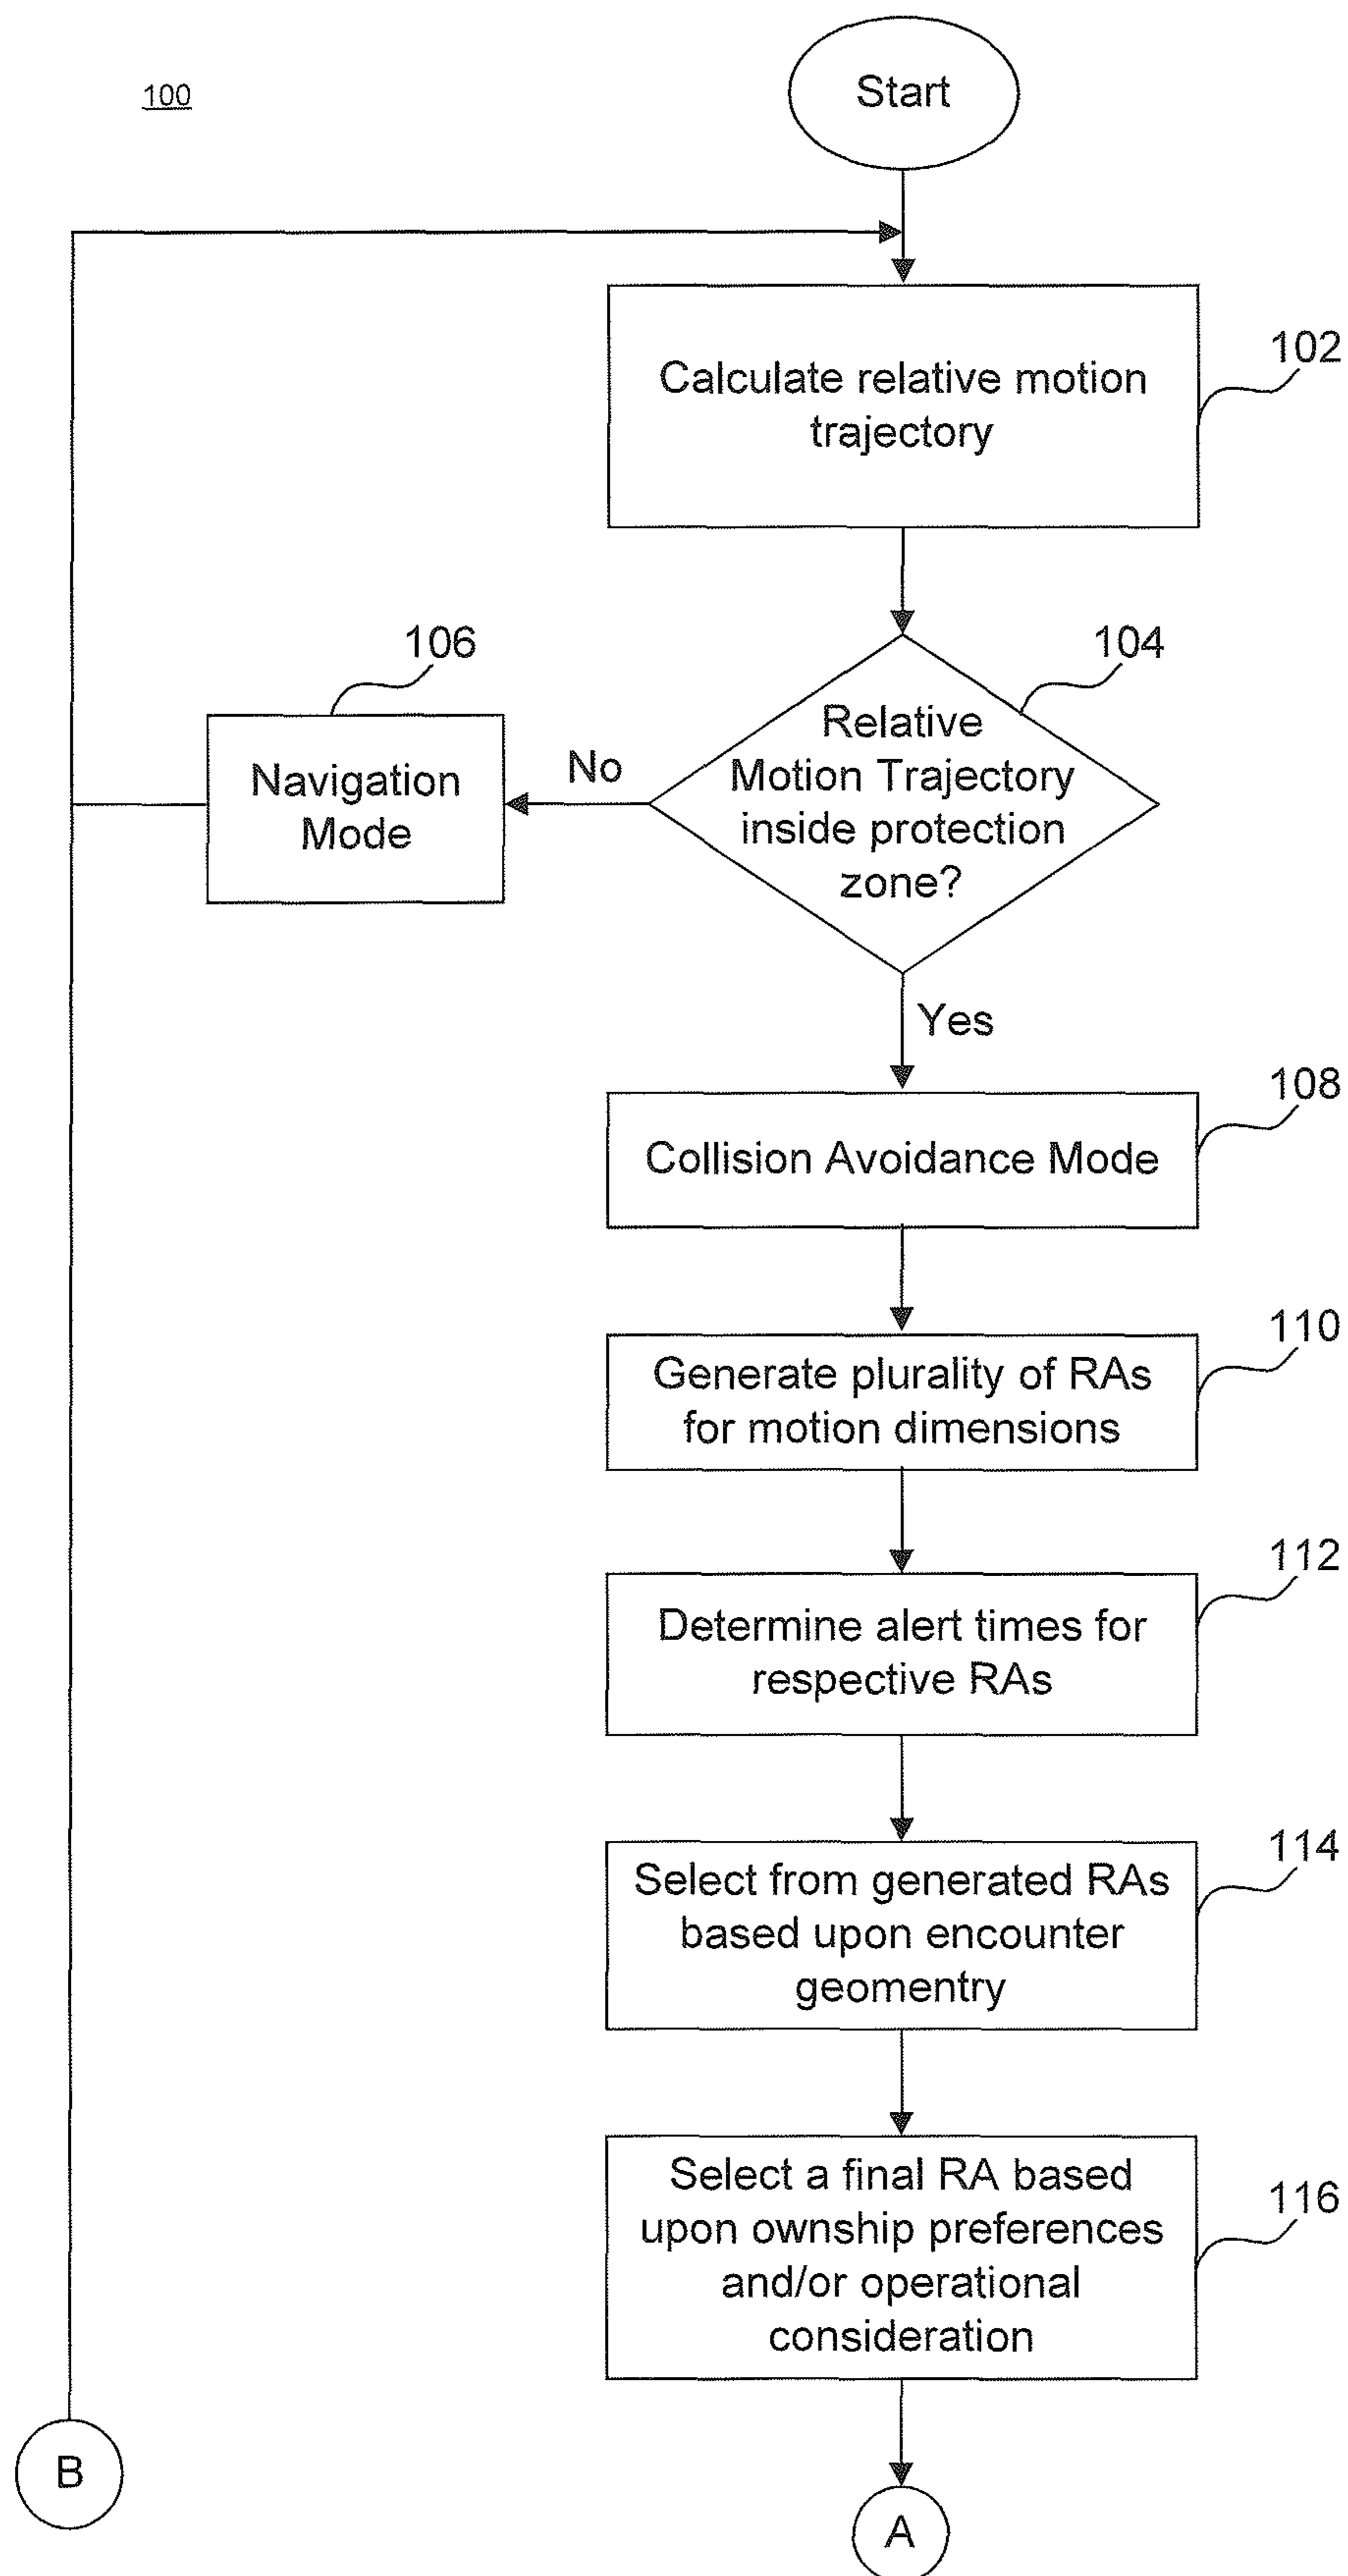 100
Start
102
Calculate relative motion
trajectory
106
104
Navigation
Mode
No
Relative
Motion Trajectory
inside protection
zone?
Yes
108
Collision Avoidance Mode
110
Generate plurality of RAs
for motion dimensions
112
Determine alert times for
respective RAs
114
Select from generated RAs
based upon encounter
geomentry
116
Select a final RA based
upon ownship preferences
and/or operational
consideration
B
A